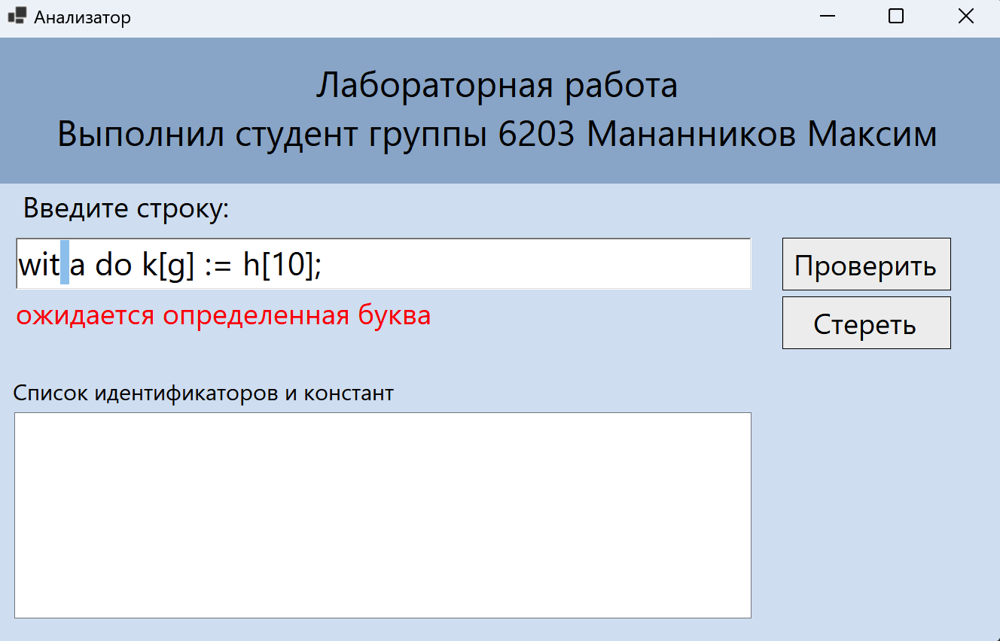 Анализатор
Лабораторная работа
Выполнил студент группы 6203 Мананников Максим
Введите строку:
wit a do k[g] := h[10];
Проверить
ожидается определенная буква
Стереть
Список идентификаторов и констант